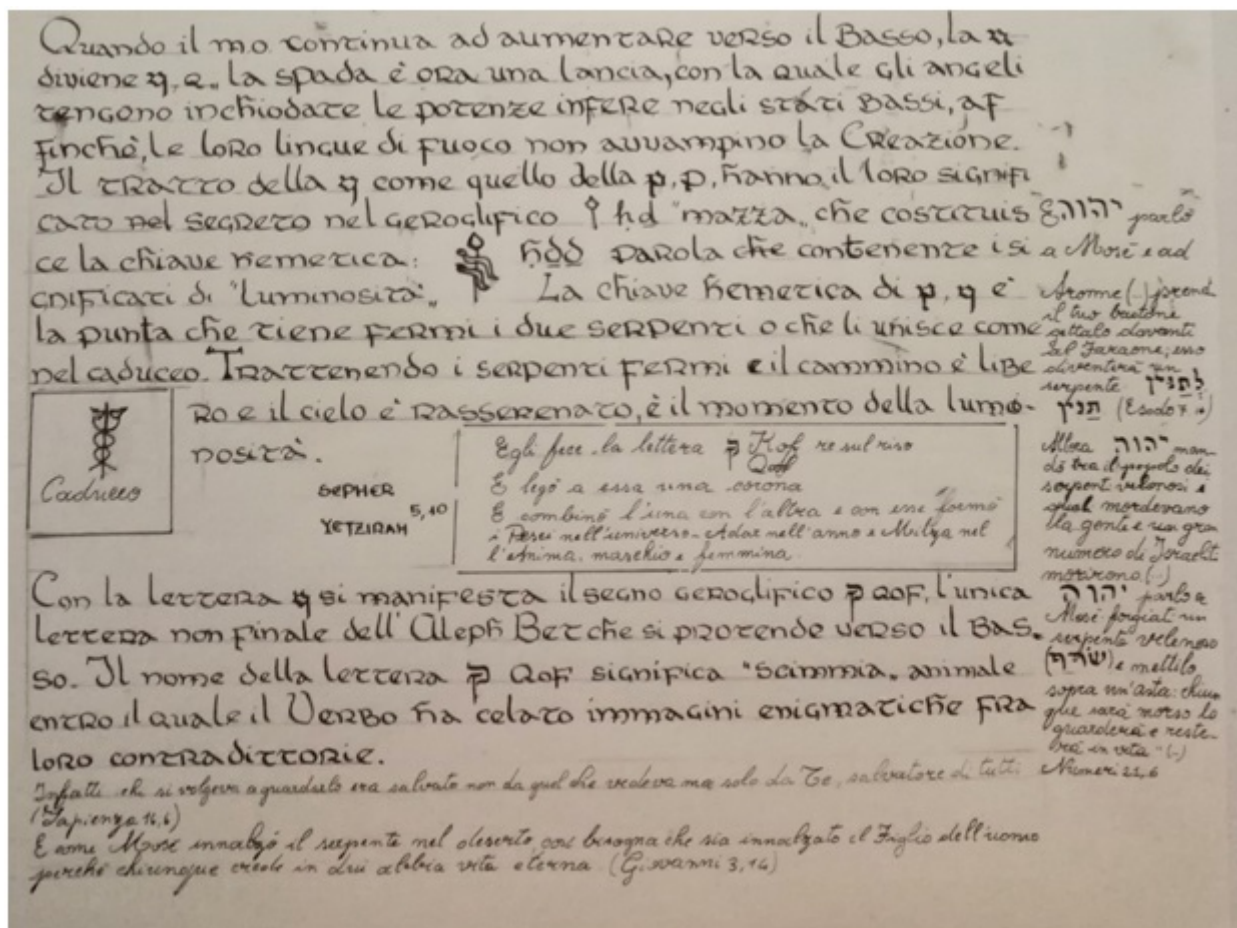 Quando il mo continua ad aumentare verso il Basso, la ꝗ
diviene ꝗ, q„ la spada è ora una lancia, con la quale gli angeli
tengono inchiodate le potenze infere negli stati Bassi, af
finchè, le loro lingue di fuoco non avvampino la Creazione.
Il tratto della ꝗ come quello della p, p, hanno il loro signifi
cato nel segreto nel geroglifico ḥd "mazza„ che costituis
ce la chiave hemetica: ḥḏḏ parola che contenente i si
gnificati di "luminosità„ La chiave hemetica di p, ꝗ è
la punta che tiene fermi i due serpenti o che li unisce come
nel caduceo. Trattenendo i serpenti fermi e il cammino è libe
ro e il cielo è rasserenato, è il momento della lumo-
nosità.
Caduceo
Sepher
Yetzirah 5,10
Egli fece la lettera ק Kof re sul riso
Qof
E legò a essa una corona
E combinò l'una con l'altra e con esse formò
i Pesci nell'universo - Adar nell'anno e Milza nel
l'Anima, maschio e femmina.
Con la lettera ꝗ si manifesta il segno geroglifico ק Qof, l'unica
lettera non finale dell'Aleph Bet che si protende verso il Bas-
so. Il nome della lettera ק Qof significa "scimmia„ animale
entro il quale il Verbo ha celato immagini enigmatiche fra
loro contradittorie.
Infatti chi si volgeva a guardarlo era salvato non da quel che vedeva ma solo da Te, salvatore di tutti
(Sapienza 16,6)
E come Mosè innalzò il serpente nel deserto così bisogna che sia innalzato il Figlio dell'uomo
perché chiunque crede in Lui abbia vita eterna. (Giovanni 3,14)
יהוה parlò
a Mosè e ad
Aronne (..) prendi
il tuo bastone
gittalo davanti
al Faraone; esso
diventerà un
serpente לְתַנִּין
תַּנִּין (Esodo 7
Allora יהוה man-
dò tra il popolo dei
serpenti velenosi i
quali mordevano
la gente e un gran
numero di Israeliti
morirono (..)
יהוה parlò a
Mosè forgiati un
serpente velenoso
(שרף) e mettilo
sopra un'asta: chiun
que sarà morso lo
guarderà e reste-
rà in vita" (..)
Numeri 21,6